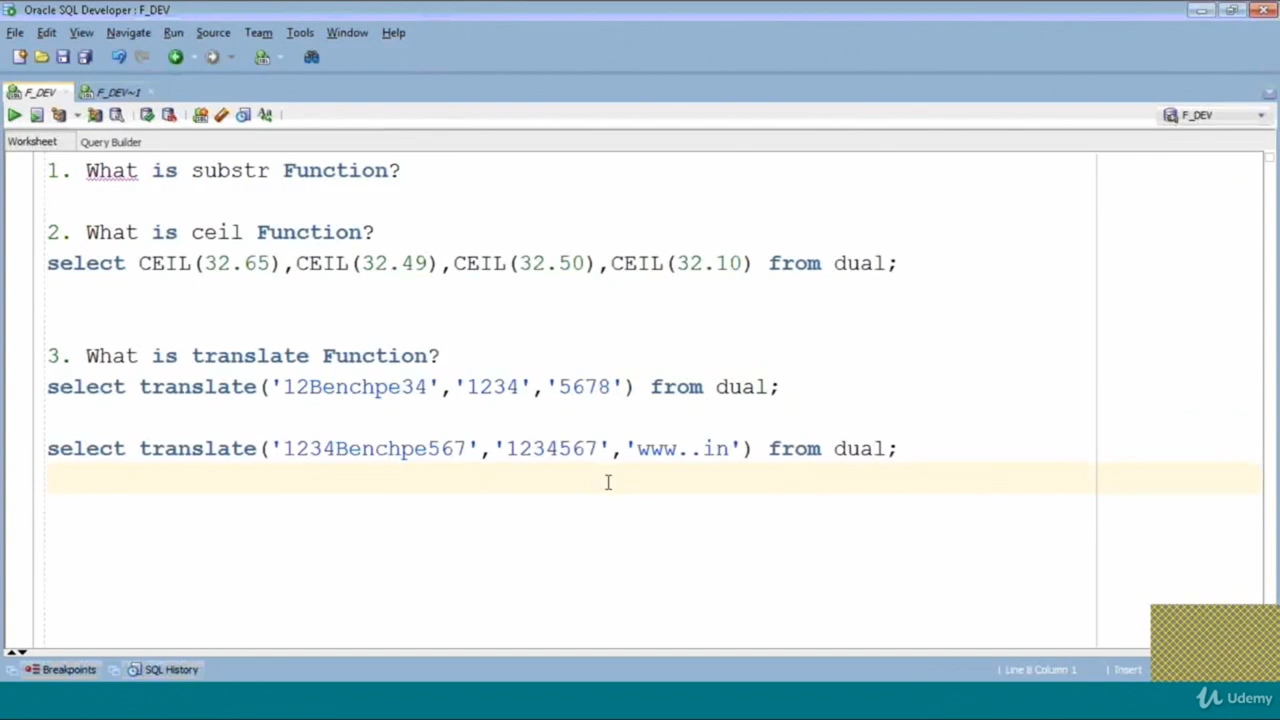 Oracle SQL Developer : F_DEV
File Edit View Navigate Run Source Team Tools Window Help
F_DEV F_DEV~1
F_DEV
Worksheet Query Builder
1. What is substr Function?
2. What is ceil Function?
select CEIL(32.65),CEIL(32.49),CEIL(32.50),CEIL(32.10) from dual;
3. What is translate Function?
select translate('12Benchpe34','1234','5678') from dual;
select translate('1234Benchpe567','1234567','www..in') from dual;
Breakpoints SQL History
Line 8 Column 1 Insert
Udemy